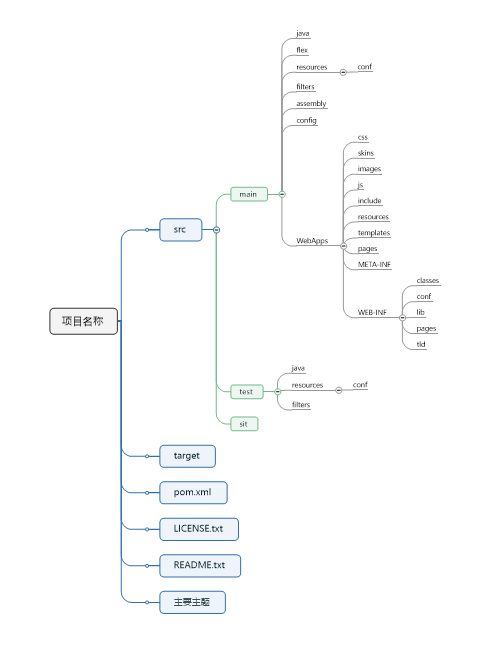 项目名称
src
main
java
flex
resources
conf
filters
assembly
config
WebApps
css
skins
images
js
include
resources
templates
pages
META-INF
WEB-INF
classes
conf
lib
pages
tld
test
java
resources
conf
filters
sit
target
pom.xml
LICENSE.txt
README.txt
主要主题